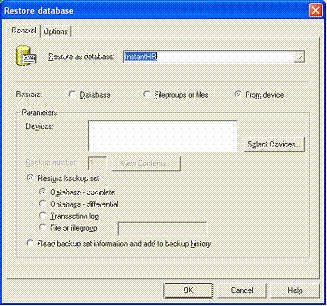 Restore database
General Options
Restore as database: InstantHR
Restore: Database Filegroups or files From device
Parameters
Devices:
Select Devices...
Backup number: View Contents...
Restore backup set
Database - complete
Database - differential
Transaction log
File or filegroup
Read backup set information and add to backup history
OK Cancel Help